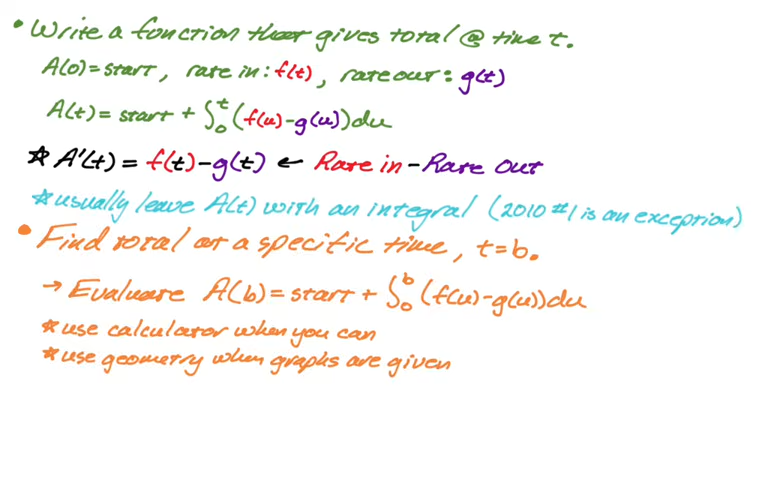 • Write a function that gives total @ time t.
A(0) = start, rate in: f(t), rate out: g(t)
A(t) = start + ∫₀ᵗ (f(u) - g(u)) du
* A'(t) = f(t) - g(t) ← Rate in - Rate Out
* usually leave A(t) with an integral (2010 #1 is an exception)
• Find total at a specific time, t = b.
→ Evaluate A(b) = start + ∫₀ᵇ (f(u) - g(u)) du
* use calculator when you can
* use geometry when graphs are given